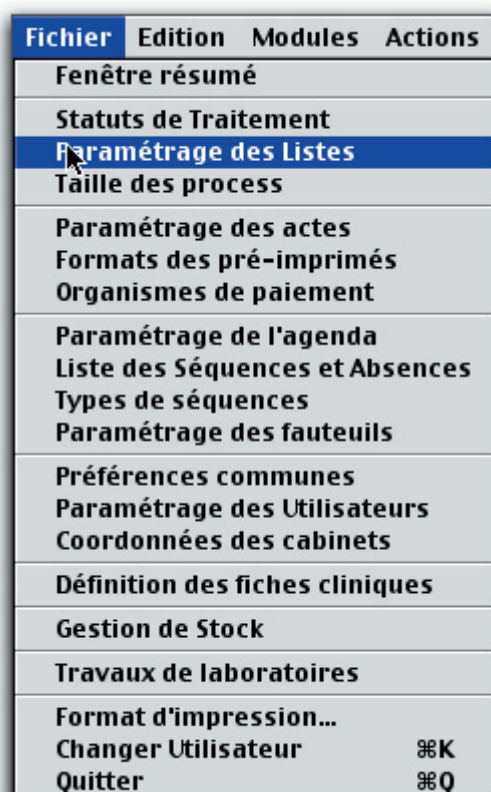 Fichier Edition Modules Actions
Fenêtre résumé
Statuts de Traitement
Paramétrage des Listes
Taille des process
Paramétrage des actes
Formats des pré-imprimés
Organismes de paiement
Paramétrage de l'agenda
Liste des Séquences et Absences
Types de séquences
Paramétrage des fauteuils
Préférences communes
Paramétrage des Utilisateurs
Coordonnées des cabinets
Définition des fiches cliniques
Gestion de Stock
Travaux de laboratoires
Format d'impression...
Changer Utilisateur ⌘K
Quitter ⌘Q